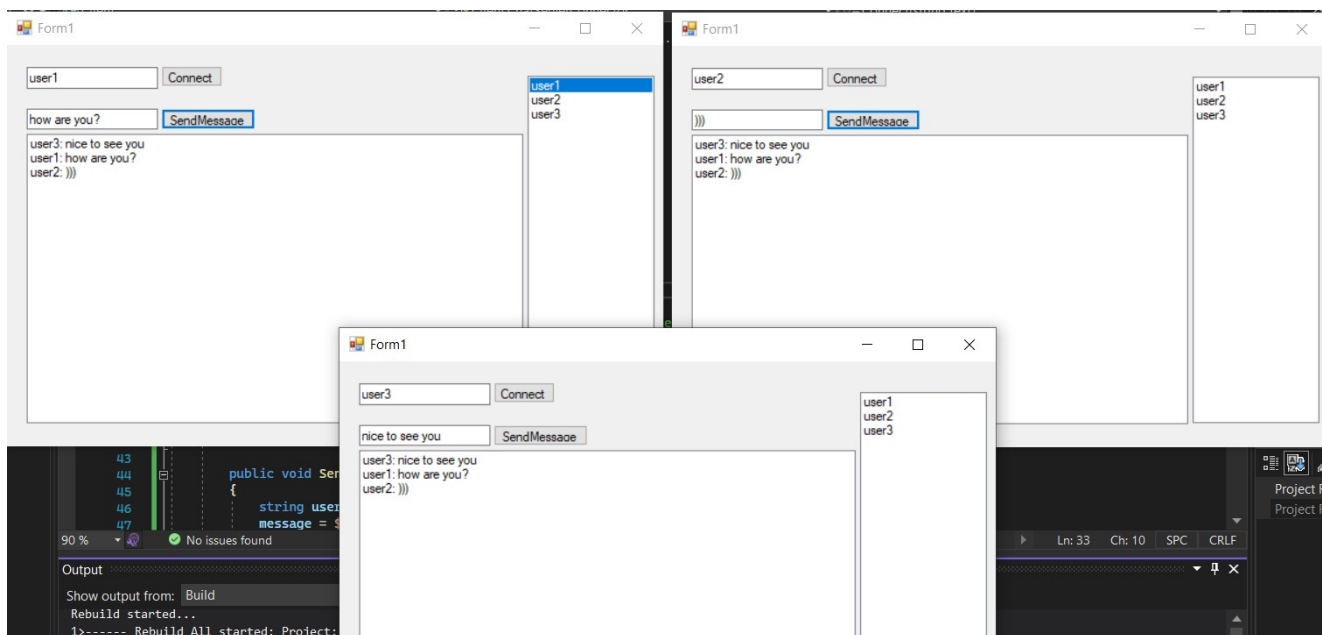 Form1
user1
Connect
how are you?
SendMessage
user3: nice to see you
user1: how are you?
user2: )))
user1
user2
user3
Form1
user2
Connect
)))
SendMessage
user3: nice to see you
user1: how are you?
user2: )))
user1
user2
user3
Form1
user3
Connect
nice to see you
SendMessage
user3: nice to see you
user1: how are you?
user2: )))
user1
user2
user3
43
44 public void Ser
45 {
46 string user
47 message = $
90 % No issues found
Ln: 33 Ch: 10 SPC CRLF
Project
Project
Output
Show output from: Build
Rebuild started...
1>------ Rebuild All started: Project: